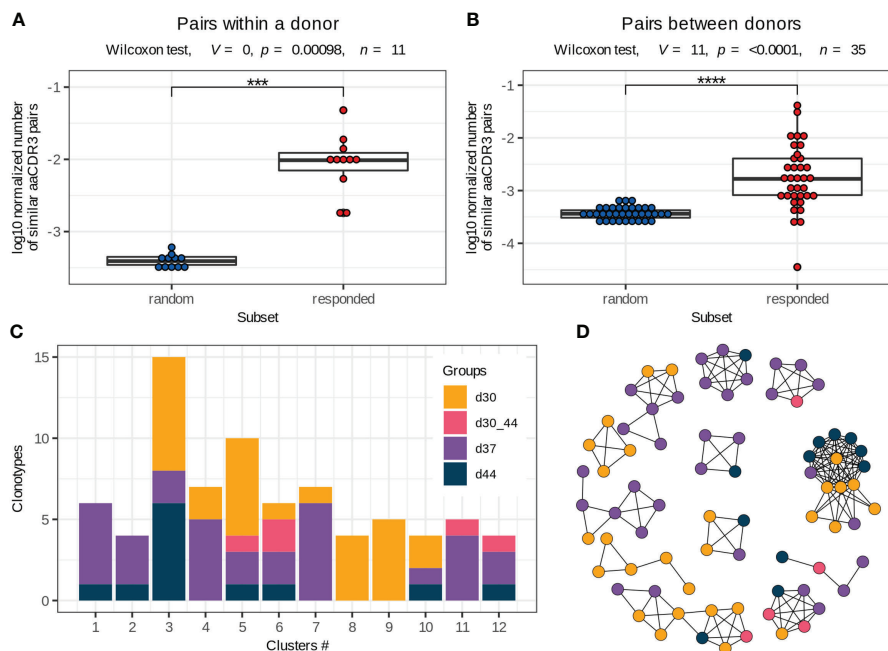 A
Pairs within a donor
Wilcoxon test, V = 0, p = 0.00098, n = 11
-1
-2
-3
log10 normalized number
of similar aaCDR3 pairs
***
random
responded
Subset
B
Pairs between donors
Wilcoxon test, V = 11, p = <0.0001, n = 35
-1
-2
-3
-4
log10 normalized number
of similar aaCDR3 pairs
****
random
responded
Subset
C
15
10
5
0
Clonotypes
Groups
d30
d30_44
d37
d44
1 2 3 4 5 6 7 8 9 10 11 12
Clusters #
D